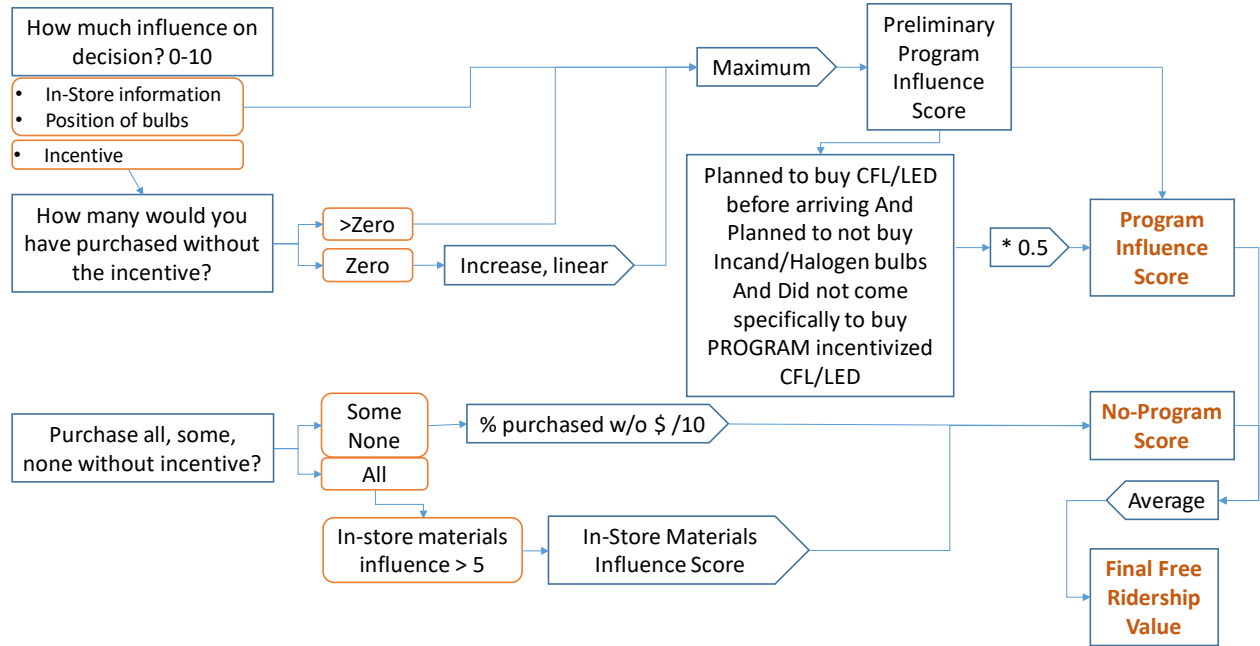 How much influence on
decision? 0-10
• In-Store information
• Position of bulbs
• Incentive
How many would you
have purchased without
the incentive?
>Zero
Zero
Increase, linear
Maximum
Preliminary
Program
Influence
Score
Planned to buy CFL/LED
before arriving And
Planned to not buy
Incand/Halogen bulbs
And Did not come
specifically to buy
PROGRAM incentivized
CFL/LED
* 0.5
Program
Influence
Score
Purchase all, some,
none without incentive?
Some
None
All
% purchased w/o $ /10
In-store materials
influence > 5
In-Store Materials
Influence Score
No-Program
Score
Average
Final Free
Ridership
Value